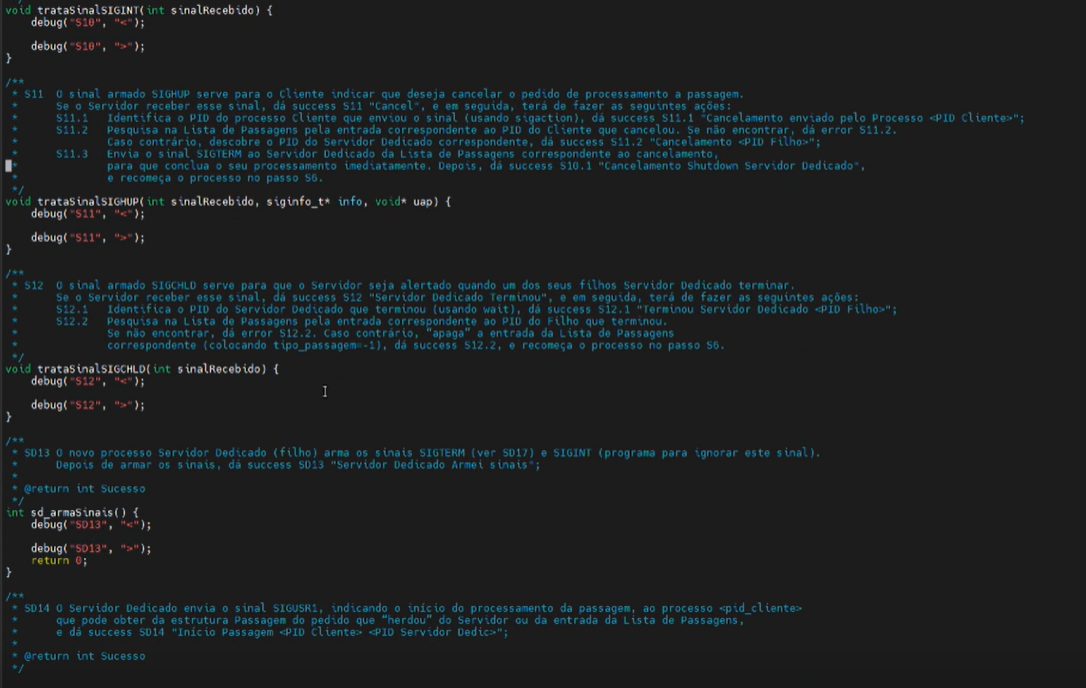 */
void trataSinalSIGINT(int sinalRecebido) {
    debug("S10", "<");

    debug("S10", ">");
}

/**
 * S11  O sinal armado SIGHUP serve para o Cliente indicar que deseja cancelar o pedido de processamento a passagem.
 *      Se o Servidor receber esse sinal, dá success S11 "Cancel", e em seguida, terá de fazer as seguintes ações:
 *      S11.1   Identifica o PID do processo Cliente que enviou o sinal (usando sigaction), dá success S11.1 "Cancelamento enviado pelo Processo <PID Cliente>";
 *      S11.2   Pesquisa na Lista de Passagens pela entrada correspondente ao PID do Cliente que cancelou. Se não encontrar, dá error S11.2.
 *              Caso contrário, descobre o PID do Servidor Dedicado correspondente, dá success S11.2 "Cancelamento <PID Filho>";
 *      S11.3   Envia o sinal SIGTERM ao Servidor Dedicado da Lista de Passagens correspondente ao cancelamento,
 *              para que conclua o seu processamento imediatamente. Depois, dá success S10.1 "Cancelamento Shutdown Servidor Dedicado",
 *              e recomeça o processo no passo S6.
 */
void trataSinalSIGHUP(int sinalRecebido, siginfo_t* info, void* uap) {
    debug("S11", "<");

    debug("S11", ">");
}

/**
 * S12  O sinal armado SIGCHLD serve para que o Servidor seja alertado quando um dos seus filhos Servidor Dedicado terminar.
 *      Se o Servidor receber esse sinal, dá success S12 "Servidor Dedicado Terminou", e em seguida, terá de fazer as seguintes ações:
 *      S12.1   Identifica o PID do Servidor Dedicado que terminou (usando wait), dá success S12.1 "Terminou Servidor Dedicado <PID Filho>";
 *      S12.2   Pesquisa na Lista de Passagens pela entrada correspondente ao PID do Filho que terminou.
 *              Se não encontrar, dá error S12.2. Caso contrário, “apaga” a entrada da Lista de Passagens
 *              correspondente (colocando tipo_passagem=-1), dá success S12.2, e recomeça o processo no passo S6.
 */
void trataSinalSIGCHLD(int sinalRecebido) {
    debug("S12", "<");

    debug("S12", ">");
}

/**
 * SD13 O novo processo Servidor Dedicado (filho) arma os sinais SIGTERM (ver SD17) e SIGINT (programa para ignorar este sinal).
 *      Depois de armar os sinais, dá success SD13 "Servidor Dedicado Armei sinais";
 *
 * @return int Sucesso
 */
int sd_armaSinais() {
    debug("SD13", "<");

    debug("SD13", ">");
    return 0;
}

/**
 * SD14 O Servidor Dedicado envia o sinal SIGUSR1, indicando o início do processamento da passagem, ao processo <pid_cliente>
 *      que pode obter da estrutura Passagem do pedido que “herdou” do Servidor ou da entrada da Lista de Passagens,
 *      e dá success SD14 "Início Passagem <PID Cliente> <PID Servidor Dedic>";
 *
 * @return int Sucesso
 */